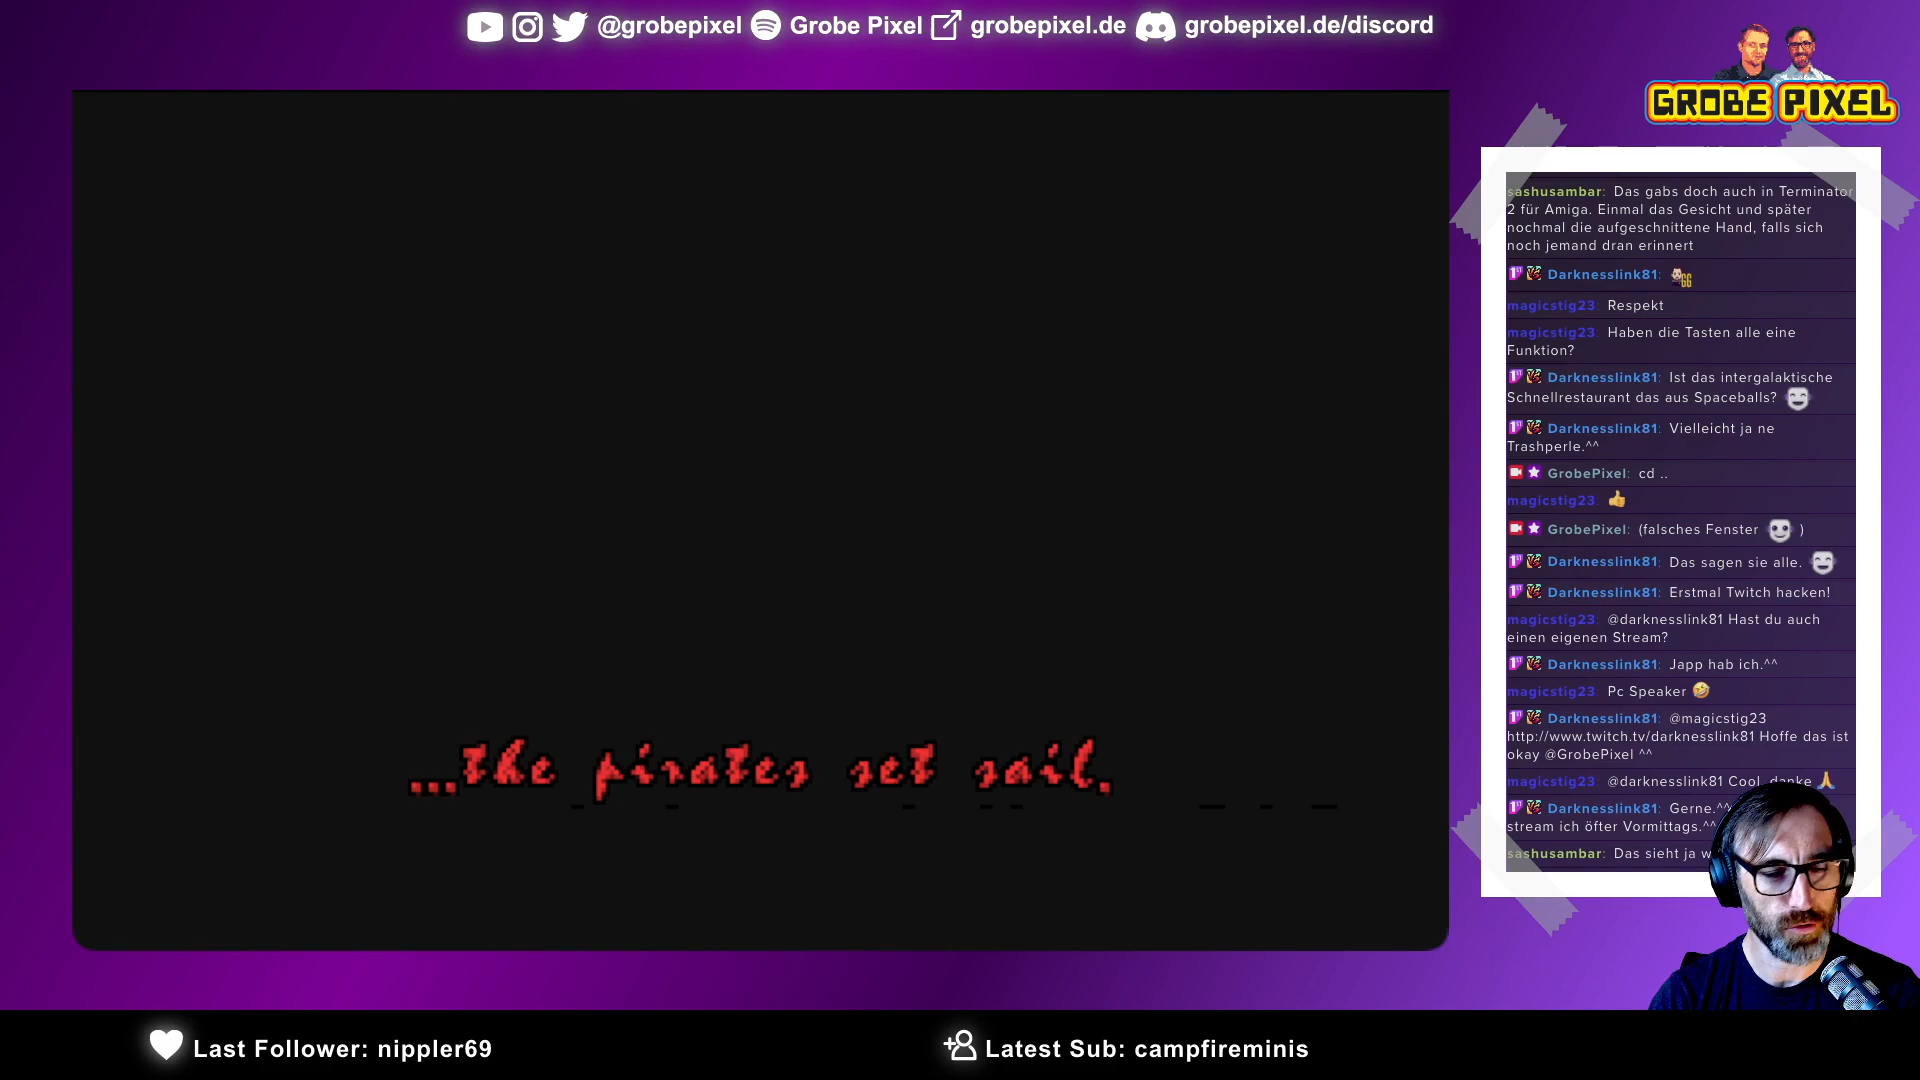 @grobepixel Grobe Pixel grobepixel.de grobepixel.de/discord
GROBE PIXEL
...the pirates set sail.
sashusambar: Das gabs doch auch in Terminator
2 für Amiga. Einmal das Gesicht und später
nochmal die aufgeschnittene Hand, falls sich
noch jemand dran erinnert
Darknesslink81: GG
magicstig23: Respekt
magicstig23: Haben die Tasten alle eine
Funktion?
Darknesslink81: Ist das intergalaktische
Schnellrestaurant das aus Spaceballs?
Darknesslink81: Vielleicht ja ne
Trashperle.^^
GrobePixel: cd ..
magicstig23: 👍
GrobePixel: (falsches Fenster )
Darknesslink81: Das sagen sie alle.
Darknesslink81: Erstmal Twitch hacken!
magicstig23: @darknesslink81 Hast du auch
einen eigenen Stream?
Darknesslink81: Japp hab ich.^^
magicstig23: Pc Speaker 🤣
Darknesslink81: @magicstig23
http://www.twitch.tv/darknesslink81 Hoffe das ist
okay @GrobePixel ^^
magicstig23: @darknesslink81 Cool, danke 🙏
Darknesslink81: Gerne.^^
stream ich öfter Vormittags.^^
sashusambar: Das sieht ja
Last Follower: nippler69
Latest Sub: campfireminis